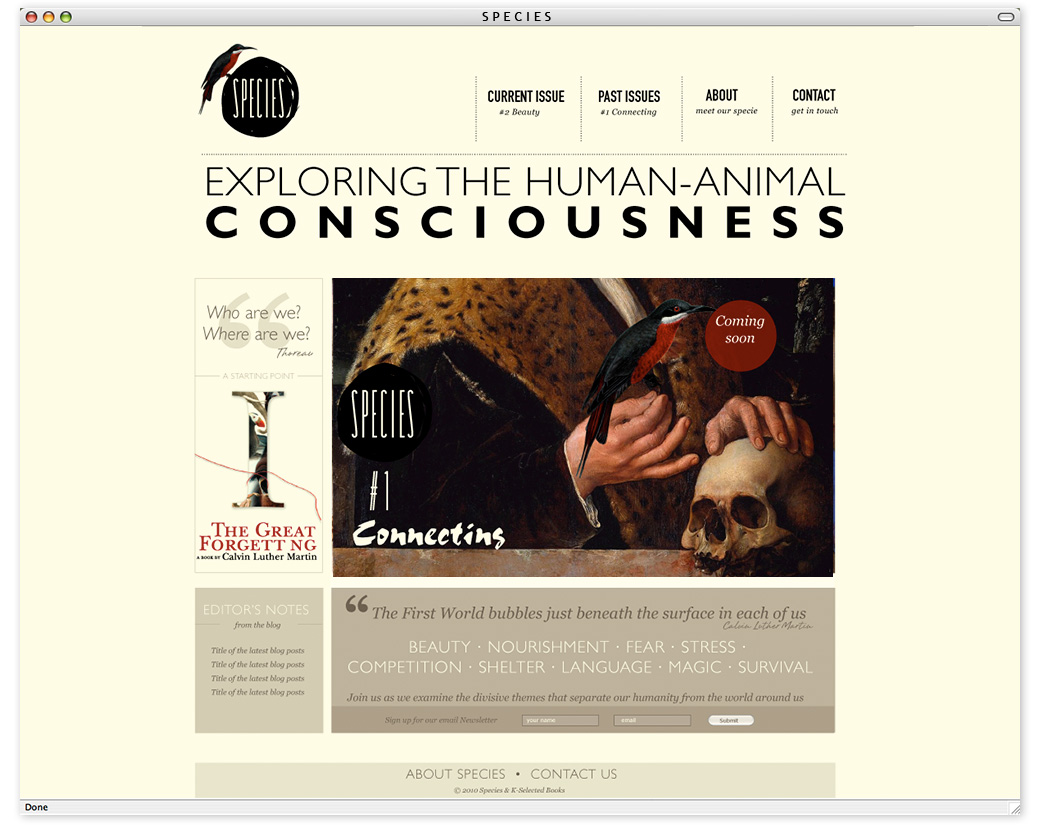 SPECIES
SPECIES
CURRENT ISSUE
#2 Beauty
PAST ISSUES
#1 Connecting
ABOUT
meet our specie
CONTACT
get in touch
EXPLORING THE HUMAN-ANIMAL
CONSCIOUSNESS
“
Who are we?
Where are we?
Thoreau
A STARTING POINT
I
THE GREAT
FORGETT NG
A BOOK BY Calvin Luther Martin
Coming
soon
SPECIES
#1
Connecting
EDITOR'S NOTES
from the blog
Title of the latest blog posts
Title of the latest blog posts
Title of the latest blog posts
Title of the latest blog posts
“ The First World bubbles just beneath the surface in each of us
Calvin Luther Martin
BEAUTY · NOURISHMENT · FEAR · STRESS ·
COMPETITION · SHELTER · LANGUAGE · MAGIC · SURVIVAL
Join us as we examine the divisive themes that separate our humanity from the world around us
Sign up for our email Newsletter your name email Submit
ABOUT SPECIES • CONTACT US
© 2010 Species & K-Selected Books
Done